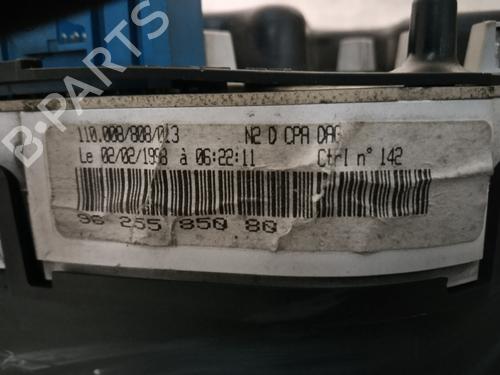 110.008/808/013 N2 D CPA DAG
Le 02/02/1998 à 06:22:11 Ctrl n° 142
96 255 850 80